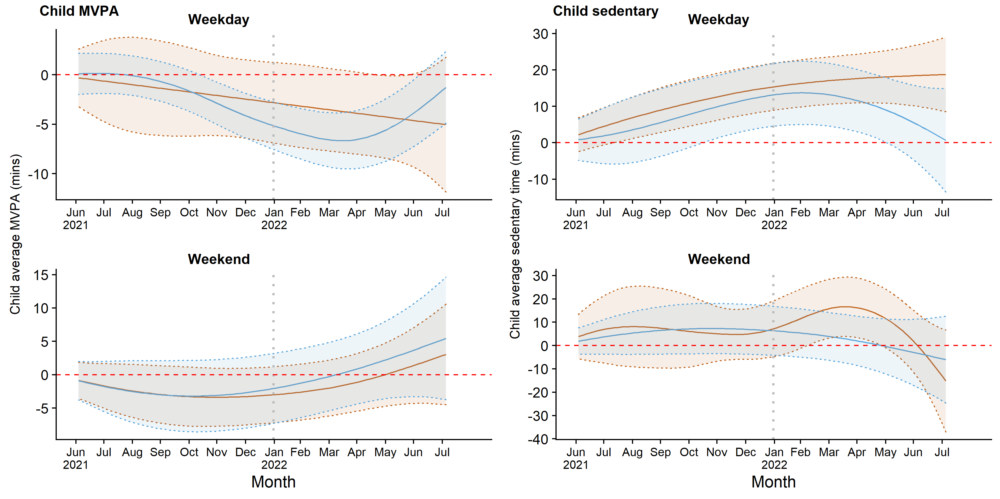 Child MVPA
Weekday
Child average MVPA (mins)
0
-5
-10
Jun Jul Aug Sep Oct Nov Dec Jan Feb Mar Apr May Jun Jul
2021 2022
Weekend
15
10
5
0
-5
Jun Jul Aug Sep Oct Nov Dec Jan Feb Mar Apr May Jun Jul
2021 2022
Month
Child sedentary
Weekday
Child average sedentary time (mins)
30
20
10
0
-10
Jun Jul Aug Sep Oct Nov Dec Jan Feb Mar Apr May Jun Jul
2021 2022
Weekend
30
20
10
0
-10
-20
-30
-40
Jun Jul Aug Sep Oct Nov Dec Jan Feb Mar Apr May Jun Jul
2021 2022
Month